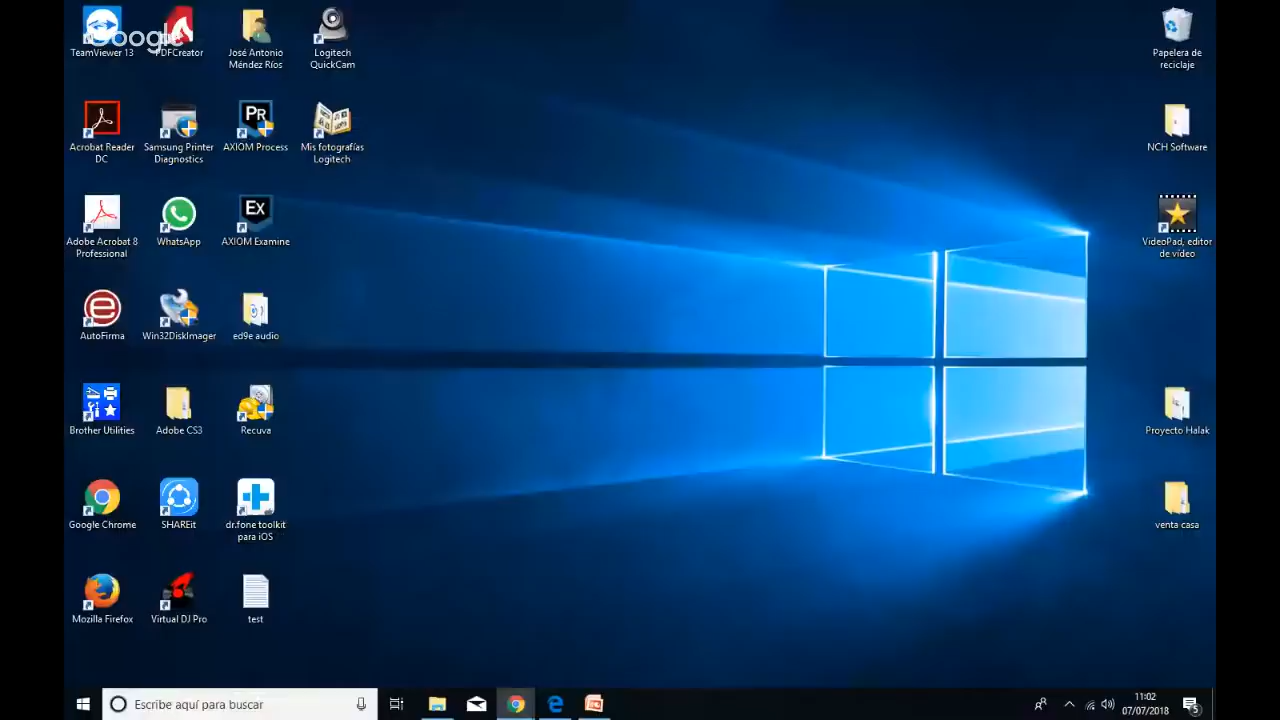 Google
TeamViewer 13
PDFCreator
José Antonio
Méndez Ríos
Logitech
QuickCam
Papelera de
reciclaje
Acrobat Reader
DC
Samsung Printer
Diagnostics
Pr
AXIOM Process
Mis fotografías
Logitech
NCH Software
Adobe Acrobat 8
Professional
WhatsApp
Ex
AXIOM Examine
VideoPad, editor
de vídeo
AutoFirma
Win32DiskImager
ed9e audio
Brother Utilities
Adobe CS3
Recuva
Proyecto Halak
Google Chrome
SHAREit
dr.fone toolkit
para iOS
venta casa
Mozilla Firefox
Virtual DJ Pro
test
Escribe aquí para buscar
11:02
07/07/2018